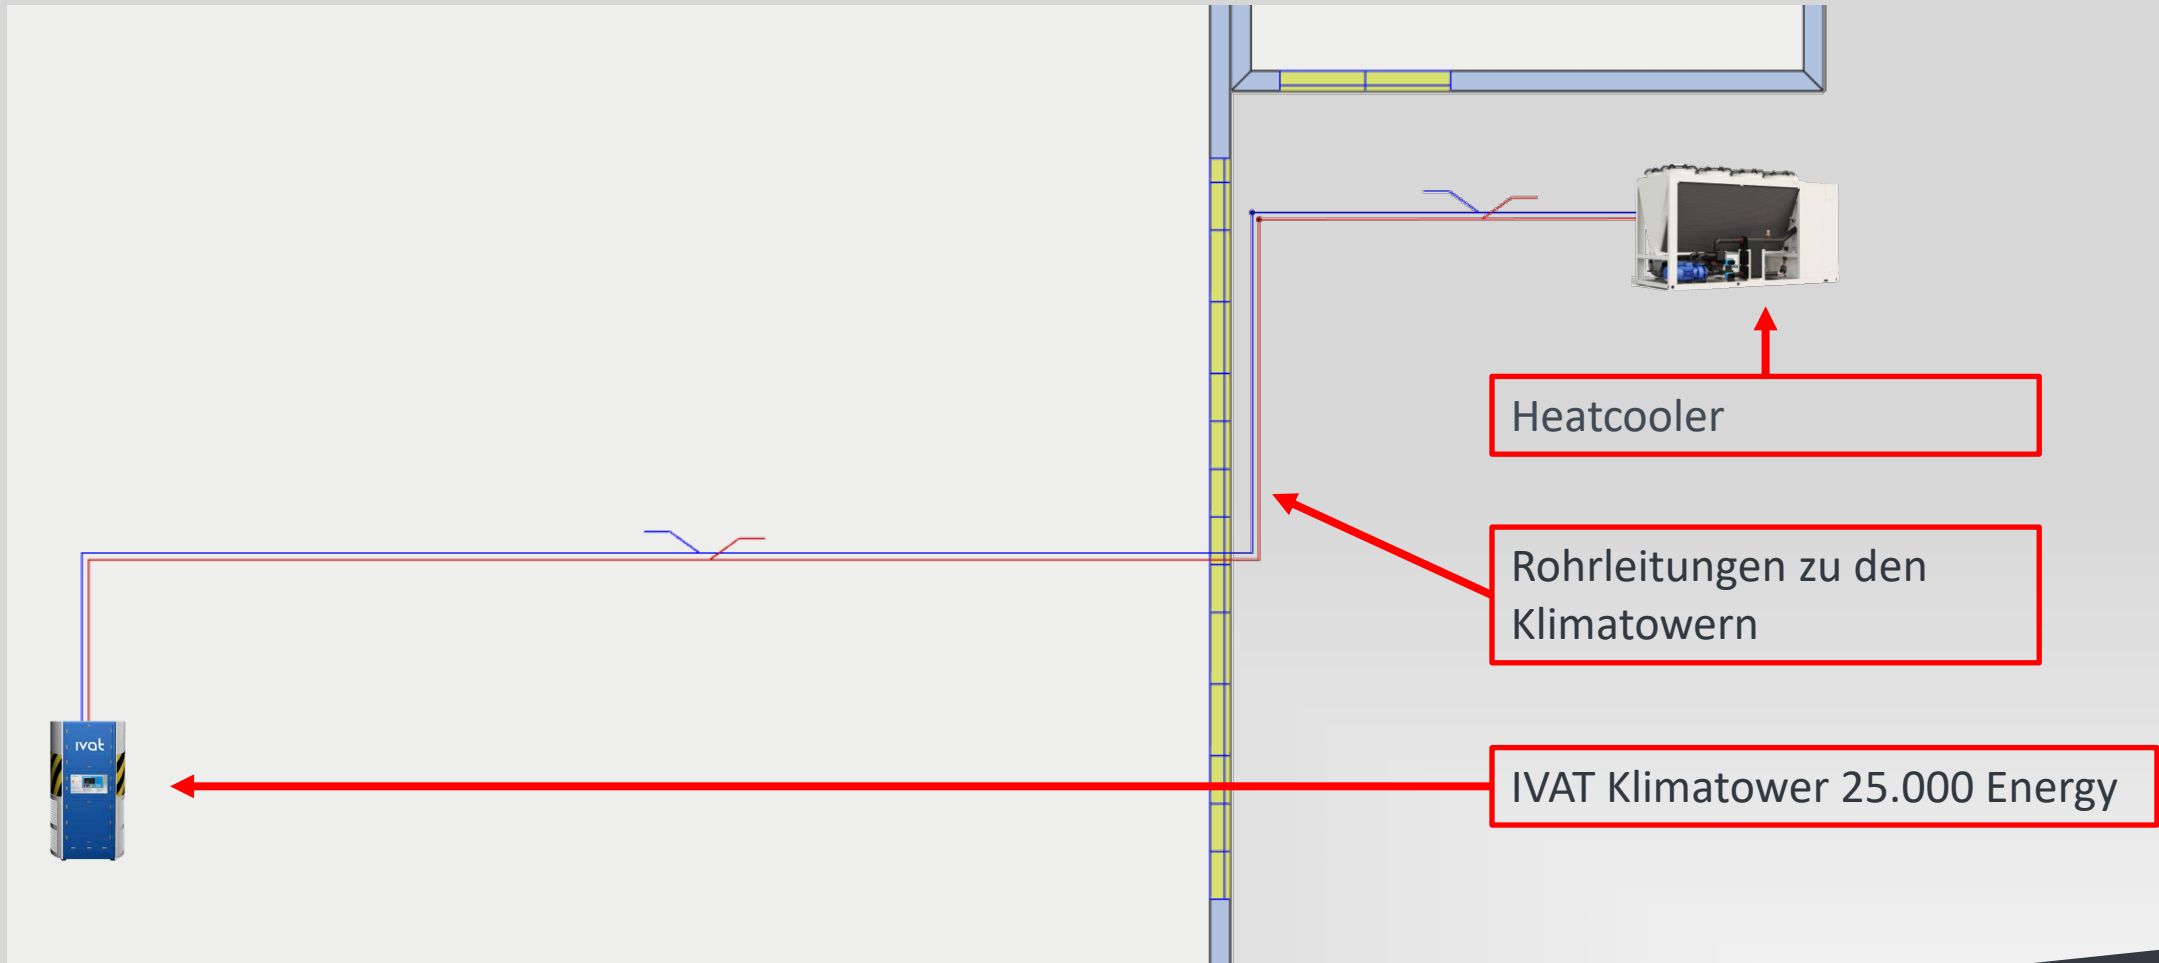 Heatcooler
Rohrleitungen zu den
Klimatowern
ivat
IVAT Klimatower 25.000 Energy